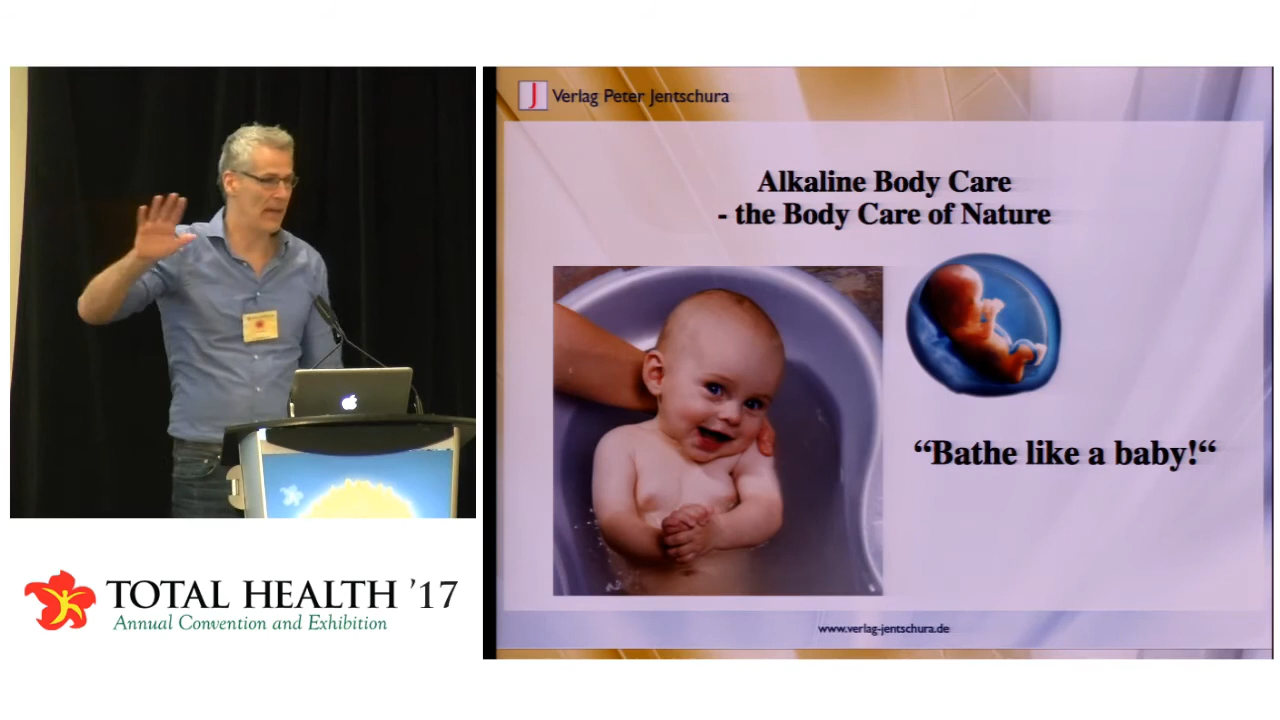 J Verlag Peter Jentschura
Alkaline Body Care
- the Body Care of Nature
“Bathe like a baby!“
www.verlag-jentschura.de
TOTAL HEALTH ’17
Annual Convention and Exhibition